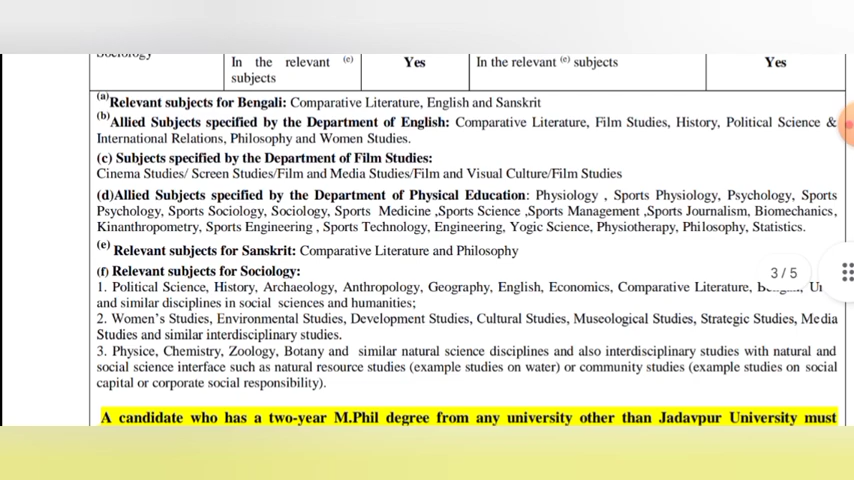 In the relevant (e) subjects Yes In the relevant (e) subjects Yes
(a)Relevant subjects for Bengali: Comparative Literature, English and Sanskrit
(b)Allied Subjects specified by the Department of English: Comparative Literature, Film Studies, History, Political Science &
International Relations, Philosophy and Women Studies.
(c) Subjects specified by the Department of Film Studies:
Cinema Studies/ Screen Studies/Film and Media Studies/Film and Visual Culture/Film Studies
(d)Allied Subjects specified by the Department of Physical Education: Physiology , Sports Physiology, Psychology, Sports
Psychology, Sports Sociology, Sociology, Sports Medicine ,Sports Science ,Sports Management ,Sports Journalism, Biomechanics,
Kinanthropometry, Sports Engineering , Sports Technology, Engineering, Yogic Science, Physiotherapy, Philosophy, Statistics.
(e) Relevant subjects for Sanskrit: Comparative Literature and Philosophy
(f) Relevant subjects for Sociology:
3 / 5
1. Political Science, History, Archaeology, Anthropology, Geography, English, Economics, Comparative Literature,
and similar disciplines in social sciences and humanities;
2. Women's Studies, Environmental Studies, Development Studies, Cultural Studies, Museological Studies, Strategic Studies, Media
Studies and similar interdisciplinary studies.
3. Physice, Chemistry, Zoology, Botany and similar natural science disciplines and also interdisciplinary studies with natural and
social science interface such as natural resource studies (example studies on water) or community studies (example studies on social
capital or corporate social responsibility).
A candidate who has a two-year M.Phil degree from any university other than Jadavpur University must